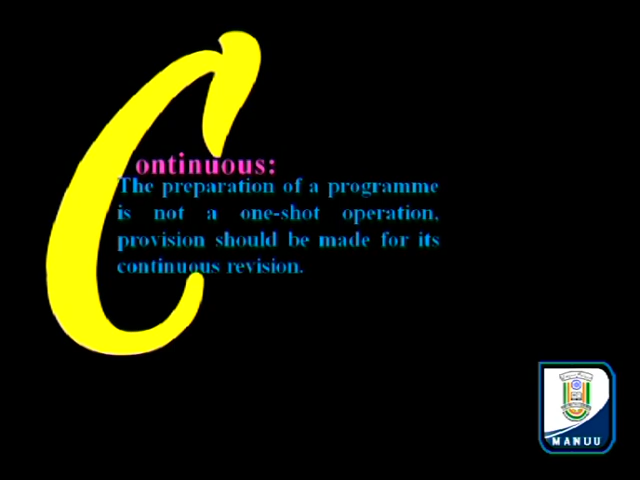 Continuous:
The preparation of a programme
is not a one-shot operation,
provision should be made for its
continuous revision.
MANUU